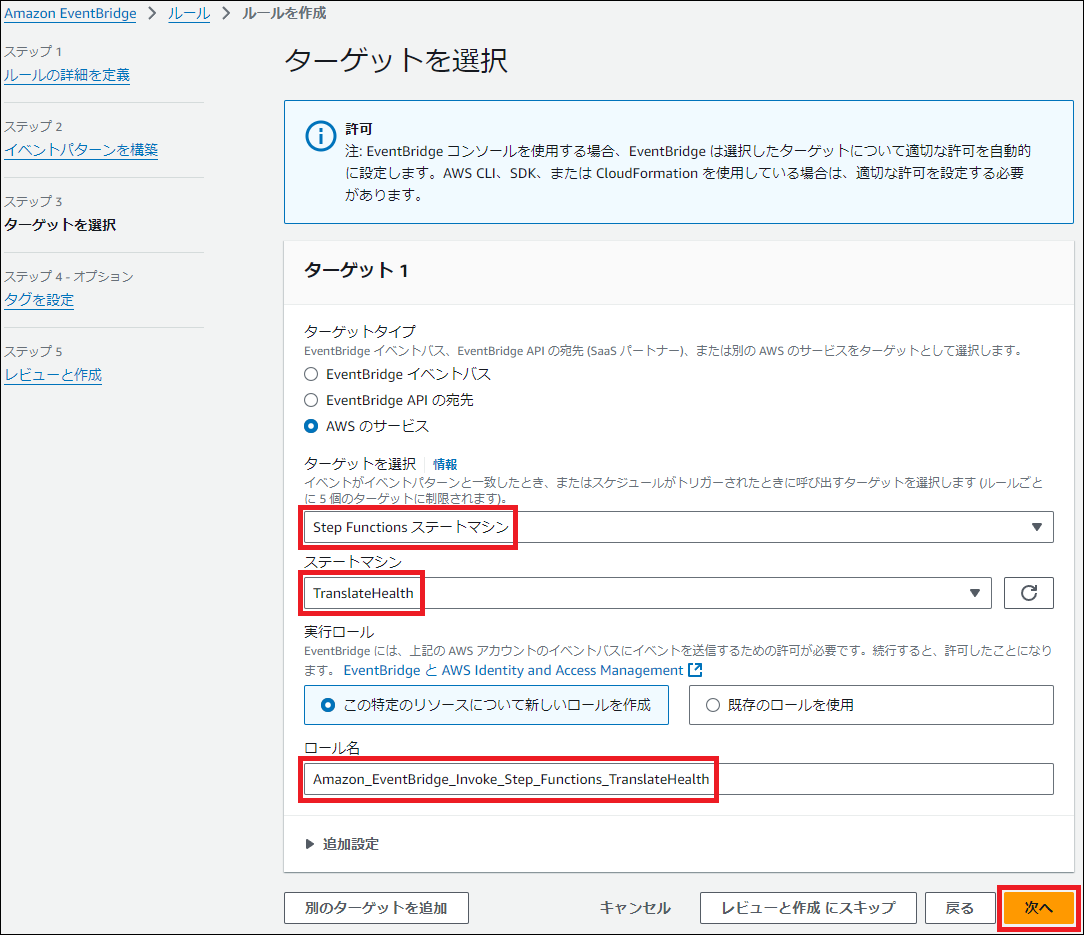 Amazon EventBridge > ルール > ルールを作成
ステップ 1
ルールの詳細を定義
ステップ 2
イベントパターンを構築
ステップ 3
ターゲットを選択
ステップ 4 - オプション
タグを設定
ステップ 5
レビューと作成
ターゲットを選択
許可
注: EventBridge コンソールを使用する場合、EventBridge は選択したターゲットについて適切な許可を自動的
に設定します。AWS CLI、SDK、または CloudFormation を使用している場合は、適切な許可を設定する必要
があります。
ターゲット 1
ターゲットタイプ
EventBridge イベントバス、EventBridge API の宛先 (SaaS パートナー)、または別の AWS のサービスをターゲットとして選択します。
EventBridge イベントバス
EventBridge API の宛先
AWS のサービス
ターゲットを選択 情報
イベントがイベントパターンと一致したとき、またはスケジュールがトリガーされたときに呼び出すターゲットを選択します (ルールごと
に 5 個のターゲットに制限されます)。
Step Functions ステートマシン
ステートマシン
TranslateHealth
実行ロール
EventBridge には、上記の AWS アカウントのイベントバスにイベントを送信するための許可が必要です。続行すると、許可したことになり
ます。 EventBridge と AWS Identity and Access Management
この特定のリソースについて新しいロールを作成 既存のロールを使用
ロール名
Amazon_EventBridge_Invoke_Step_Functions_TranslateHealth
追加設定
別のターゲットを追加 キャンセル レビューと作成 にスキップ 戻る 次へ